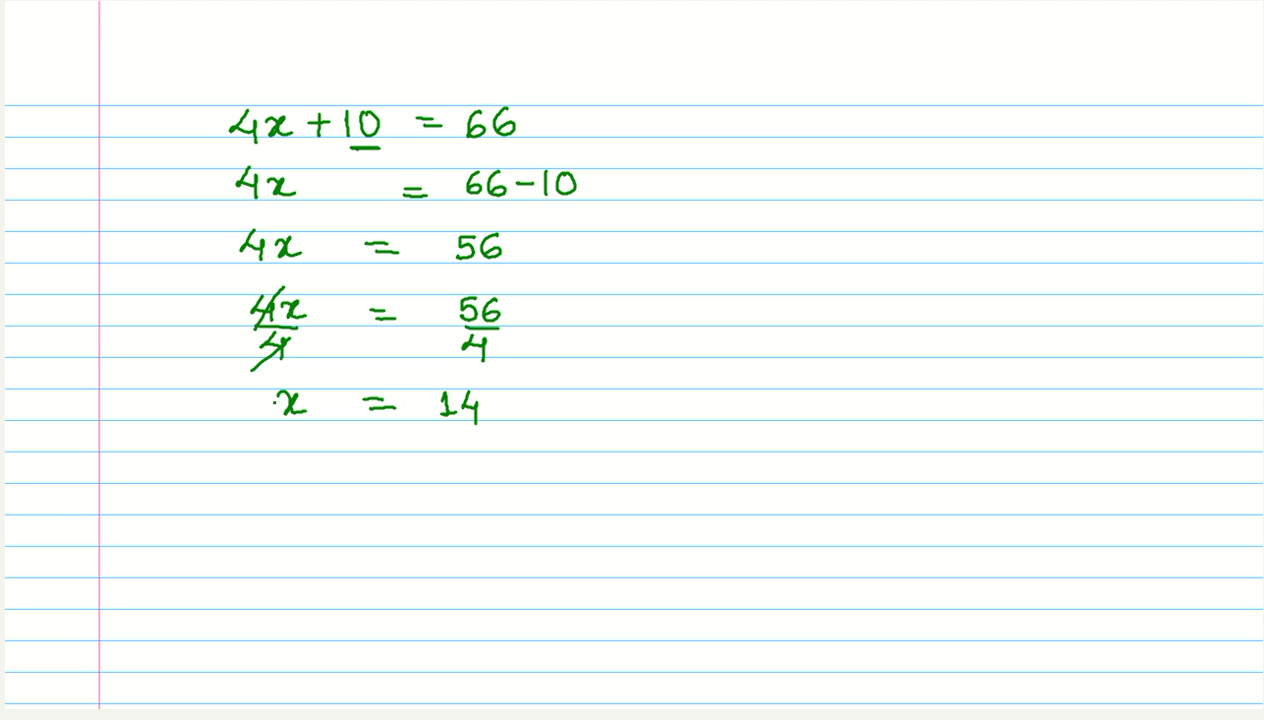 4x + 10 = 66
4x = 66 - 10
4x = 56
4x/4 = 56/4
x = 14